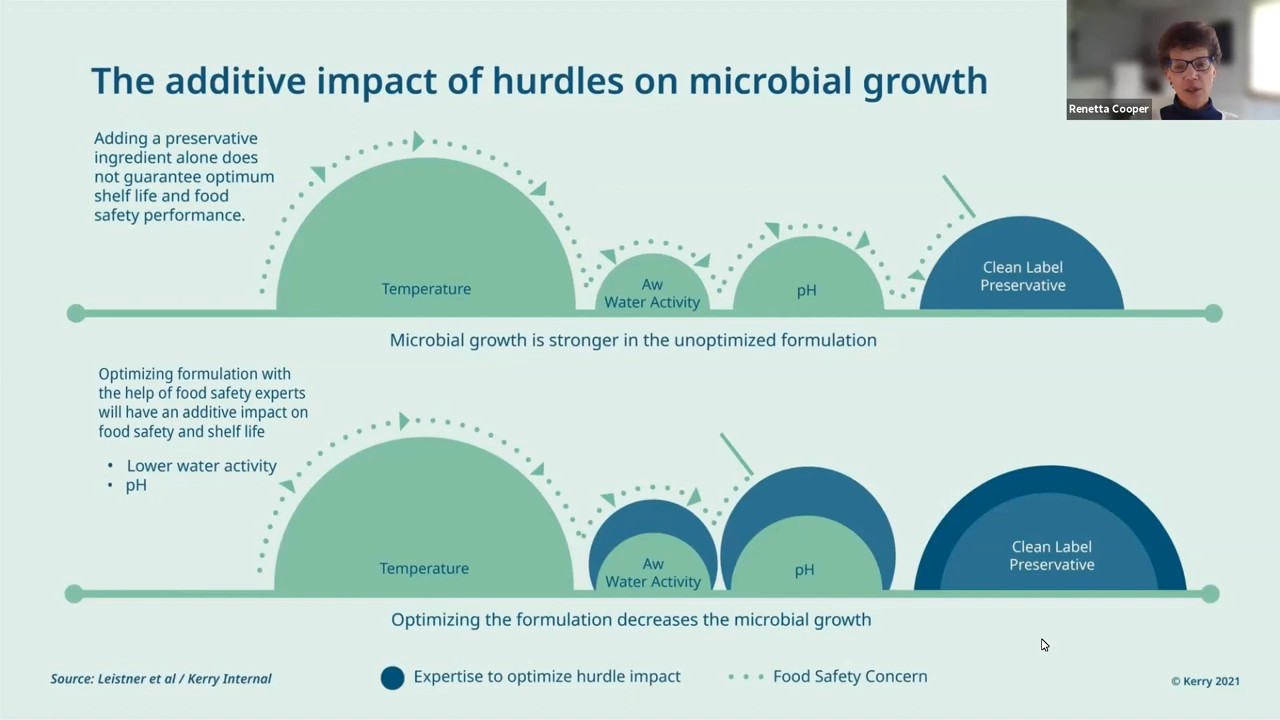 The additive impact of hurdles on microbial growth
Renetta Cooper
Adding a preservative
ingredient alone does
not guarantee optimum
shelf life and food
safety performance.
Temperature
Aw
Water Activity
pH
Clean Label
Preservative
Microbial growth is stronger in the unoptimized formulation
Optimizing formulation with
the help of food safety experts
will have an additive impact on
food safety and shelf life
• Lower water activity
• pH
Temperature
Aw
Water Activity
pH
Clean Label
Preservative
Optimizing the formulation decreases the microbial growth
Source: Leistner et al / Kerry Internal
Expertise to optimize hurdle impact
Food Safety Concern
© Kerry 2021